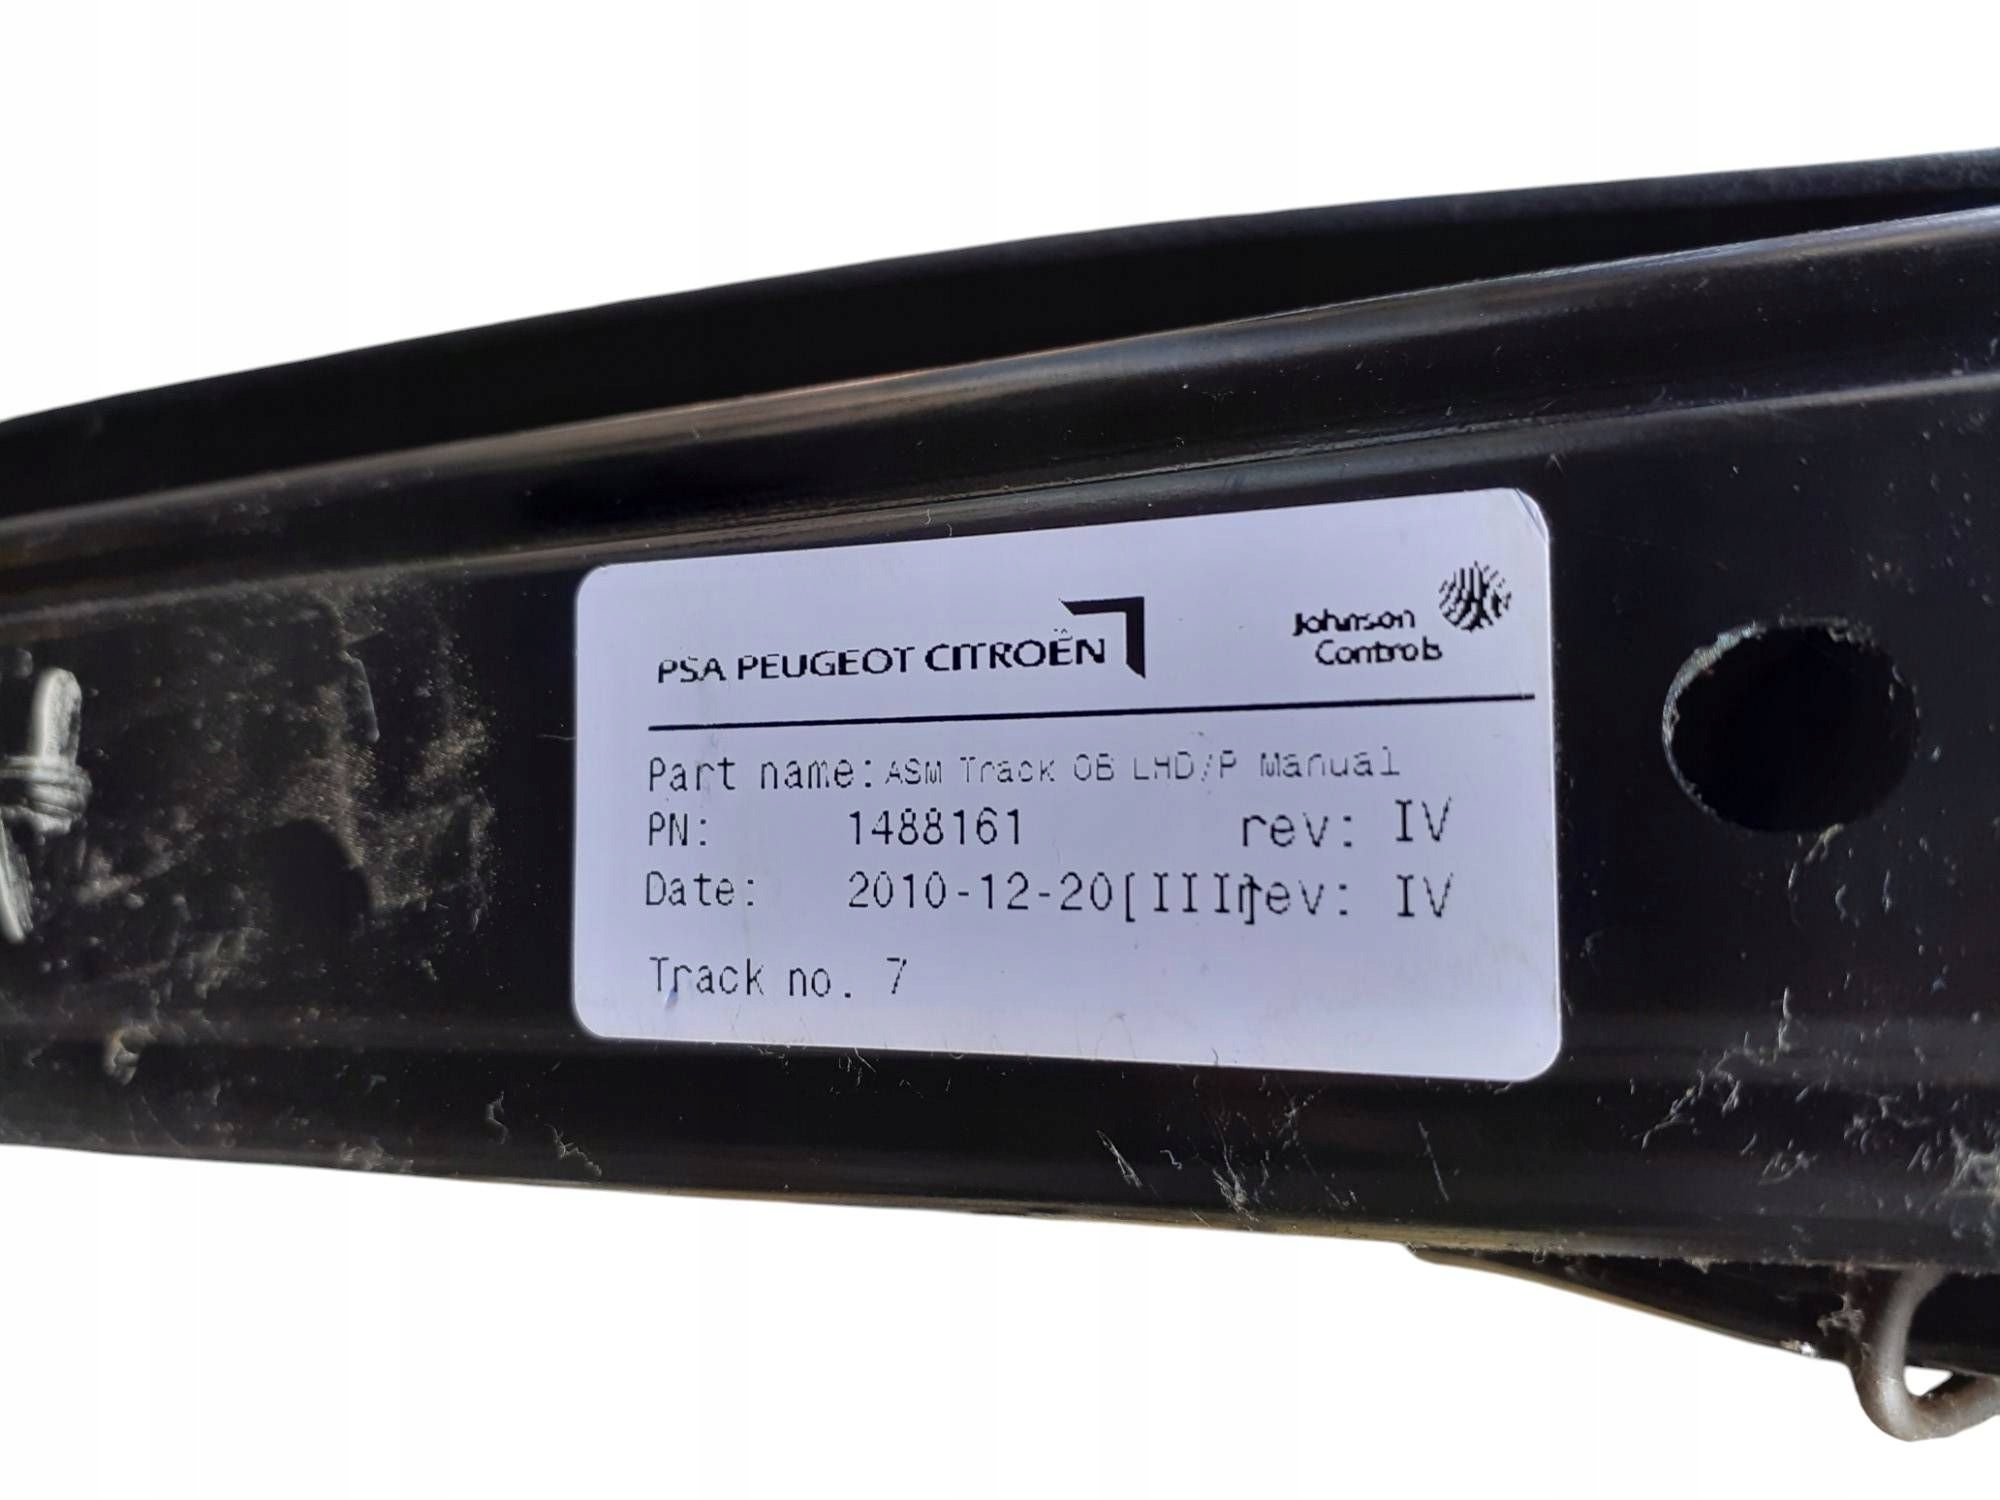 PSA PEUGEOT CITROËN
Johnson
Controls
Part name: ASM Track OB LHD/P Manual
PN: 1488161 rev: IV
Date: 2010-12-20[III] rev: IV
Track no. 7